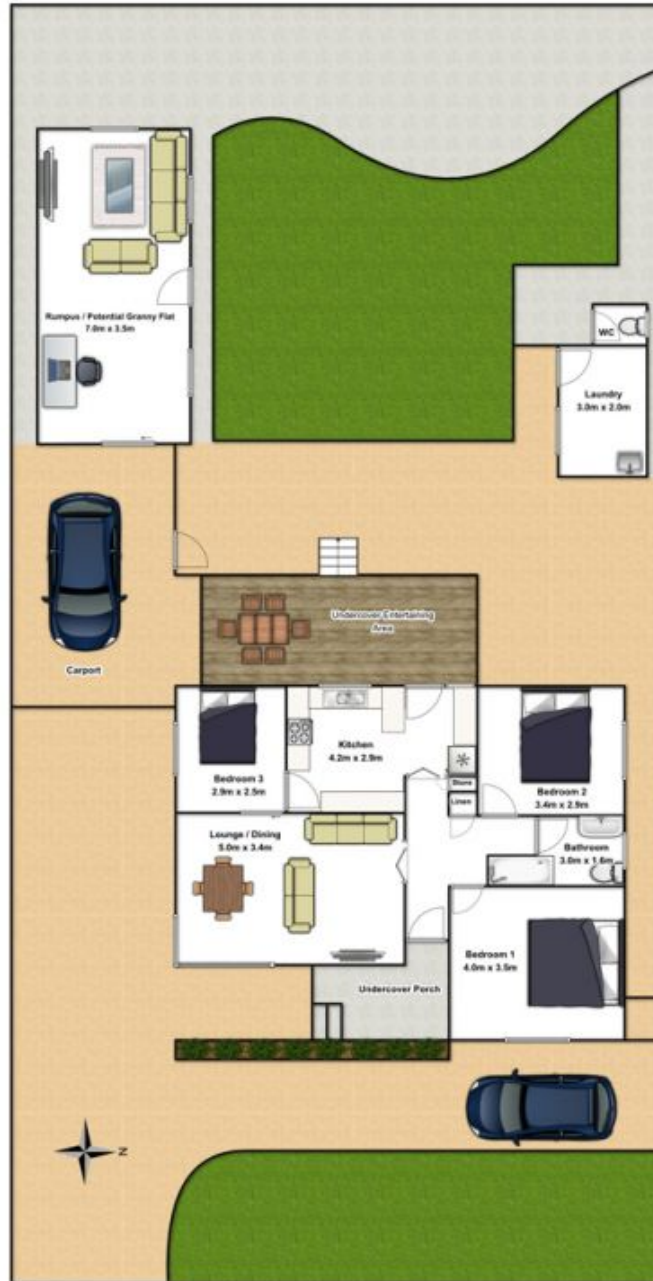 Rumpus / Potential Granny Flat
7.0m x 3.5m
WC
Laundry
3.0m x 2.0m
Undercover Entertaining
Area
Carport
Kitchen
4.2m x 2.9m
Bedroom 3
2.9m x 2.5m
Store
Linen
Bedroom 2
3.4m x 2.9m
Lounge / Dining
5.0m x 3.4m
Bathroom
3.0m x 1.6m
Bedroom 1
4.0m x 3.5m
Undercover Porch
N